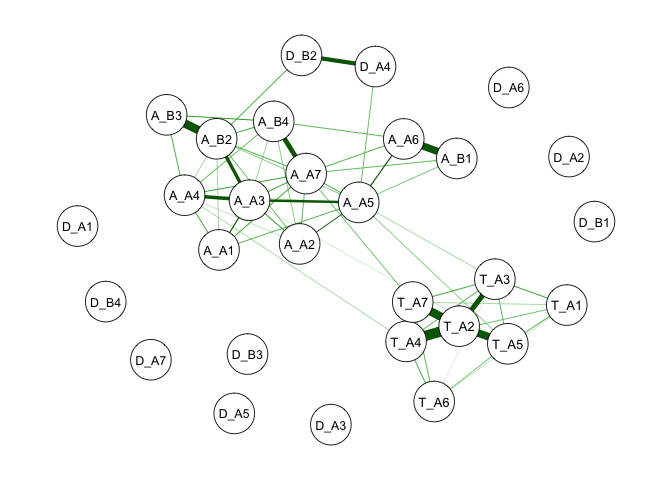 D_B2
D_A4
D_A6
A_B3
A_B4
A_B2
A_A6
A_B1
D_A2
A_A7
A_A4
A_A3
A_A5
D_B1
D_A1
A_A1
A_A2
T_A3
D_B4
T_A7
T_A1
T_A2
T_A4
T_A5
D_A7
D_B3
T_A6
D_A5
D_A3